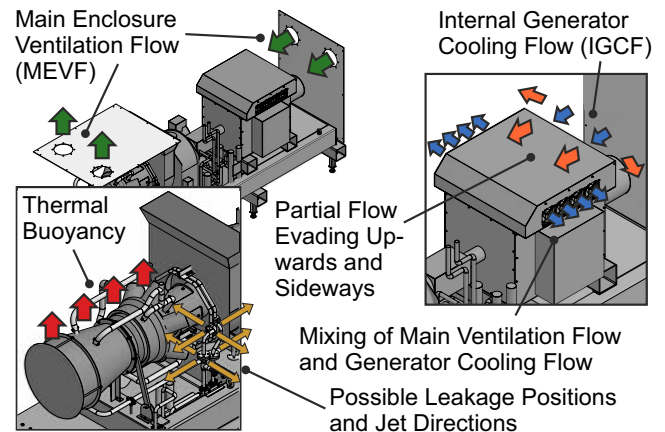 Main Enclosure
Ventilation Flow
(MEVF)
Internal Generator
Cooling Flow (IGCF)
Thermal
Buoyancy
Partial Flow
Evading Up-
wards and
Sideways
Mixing of Main Ventilation Flow
and Generator Cooling Flow
Possible Leakage Positions
and Jet Directions